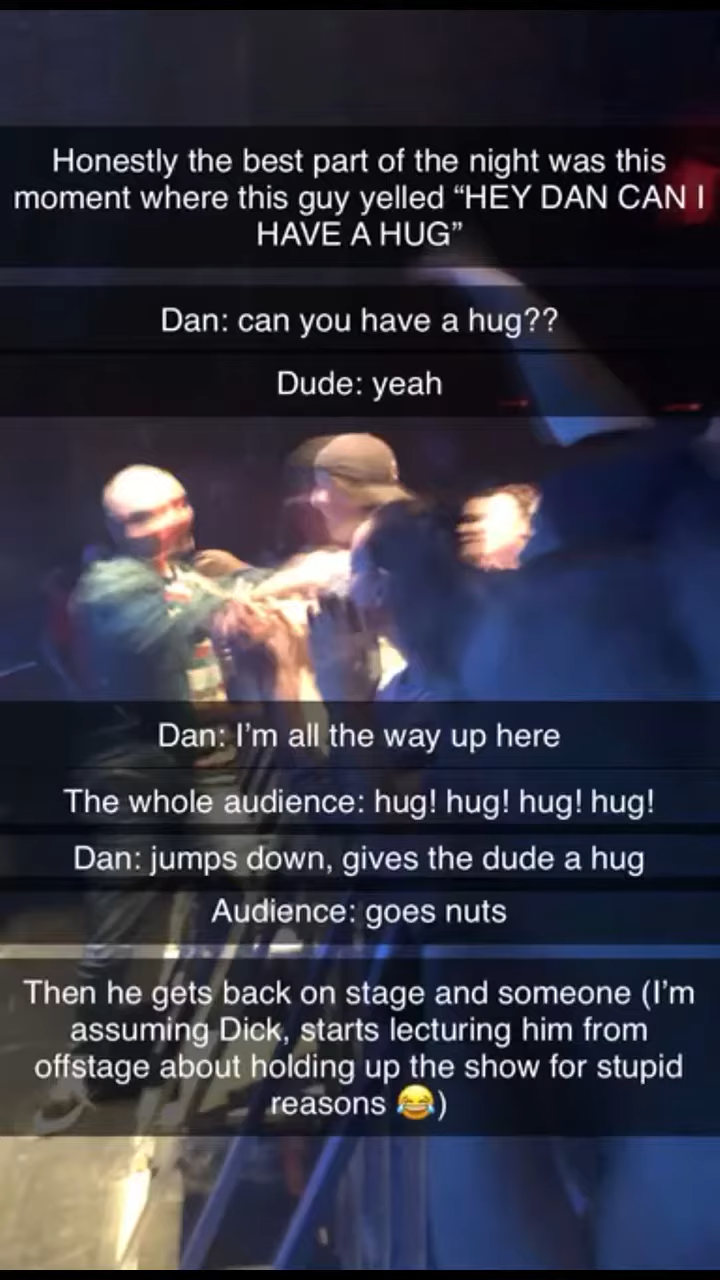 Honestly the best part of the night was this
moment where this guy yelled “HEY DAN CAN I
HAVE A HUG”
Dan: can you have a hug??
Dude: yeah
Dan: I’m all the way up here
The whole audience: hug! hug! hug! hug!
Dan: jumps down, gives the dude a hug
Audience: goes nuts
Then he gets back on stage and someone (I’m
assuming Dick, starts lecturing him from
offstage about holding up the show for stupid
reasons 😂)